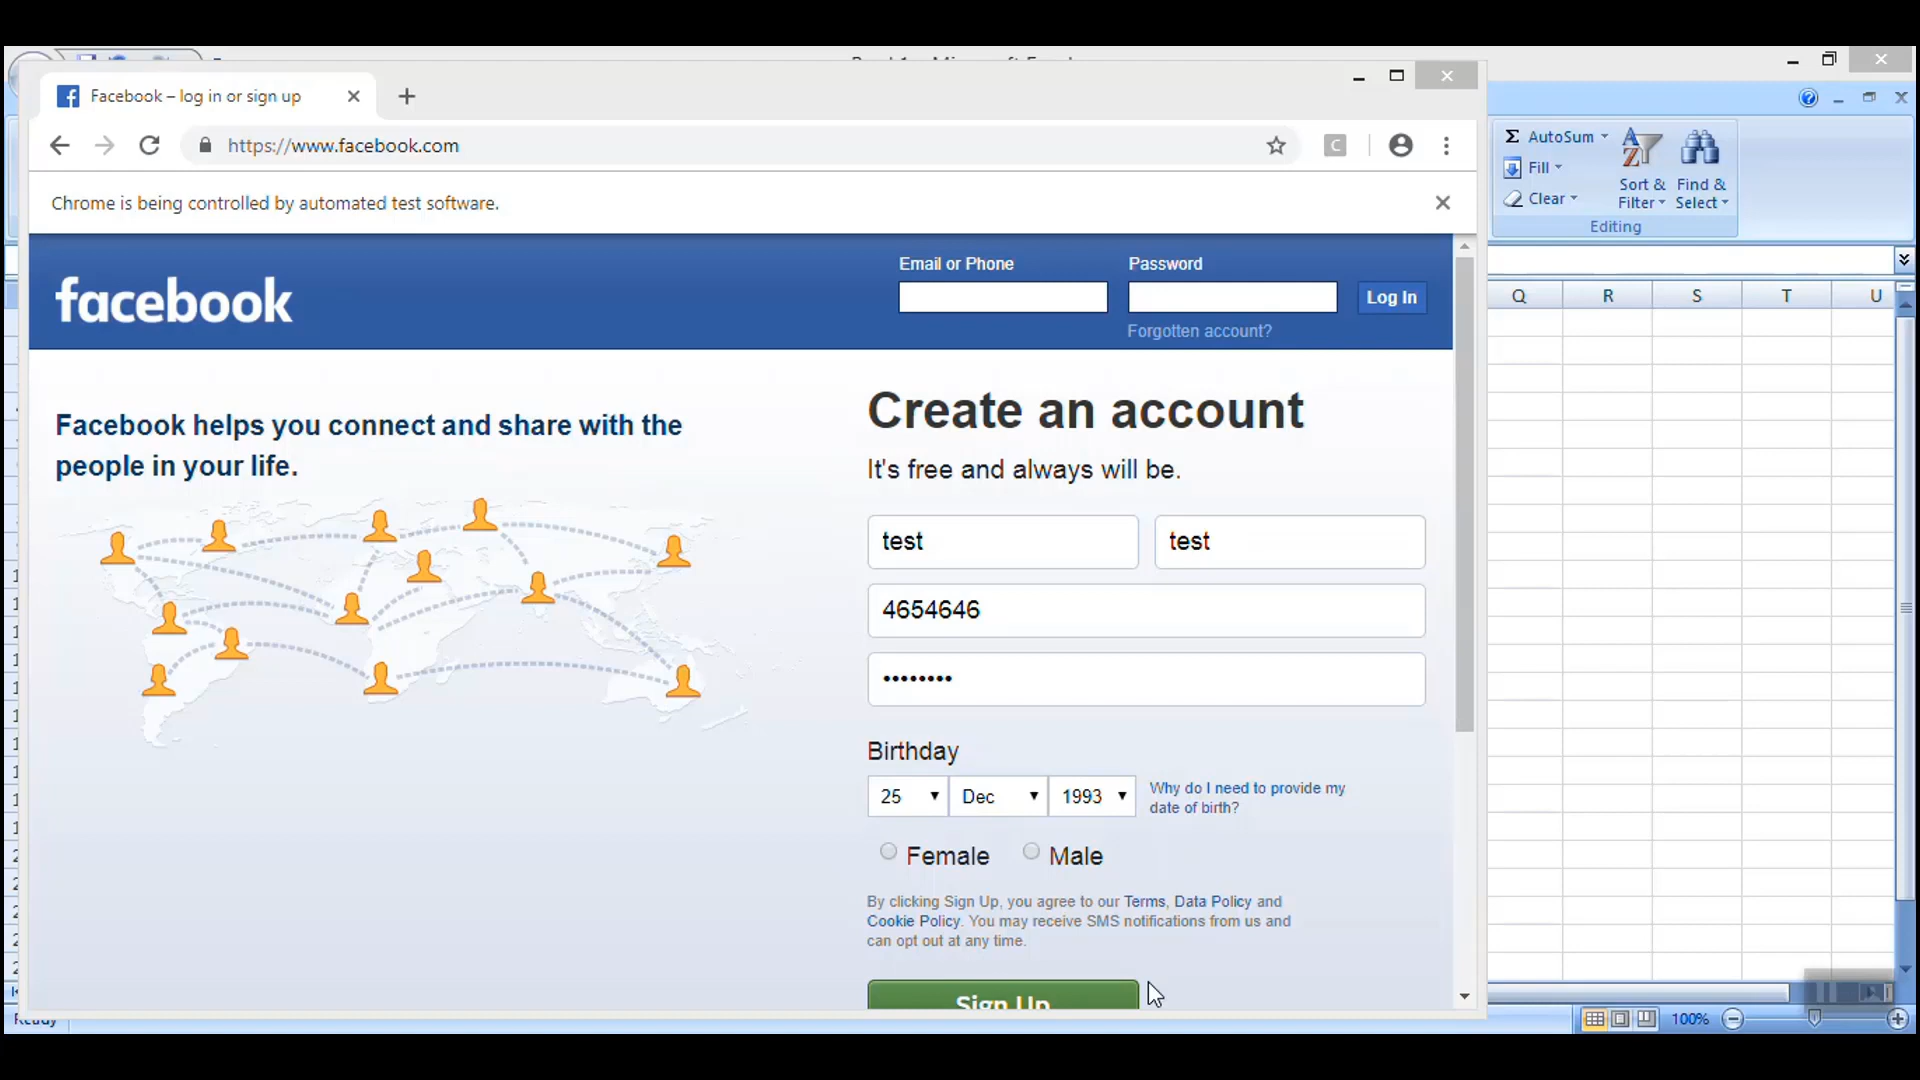 Facebook – log in or sign up
https://www.facebook.com
C
Chrome is being controlled by automated test software.
Email or Phone
Password
facebook
Log In
Forgotten account?
Facebook helps you connect and share with the
people in your life.
Create an account
It's free and always will be.
test
test
4654646
••••••••
Birthday
25
Dec
1993
Why do I need to provide my
date of birth?
Female
Male
By clicking Sign Up, you agree to our Terms, Data Policy and
Cookie Policy. You may receive SMS notifications from us and
can opt out at any time.
Sign Up
Σ AutoSum
Fill
Clear
Sort &
Filter
Find &
Select
Editing
Q
R
S
T
U
Ready
100%